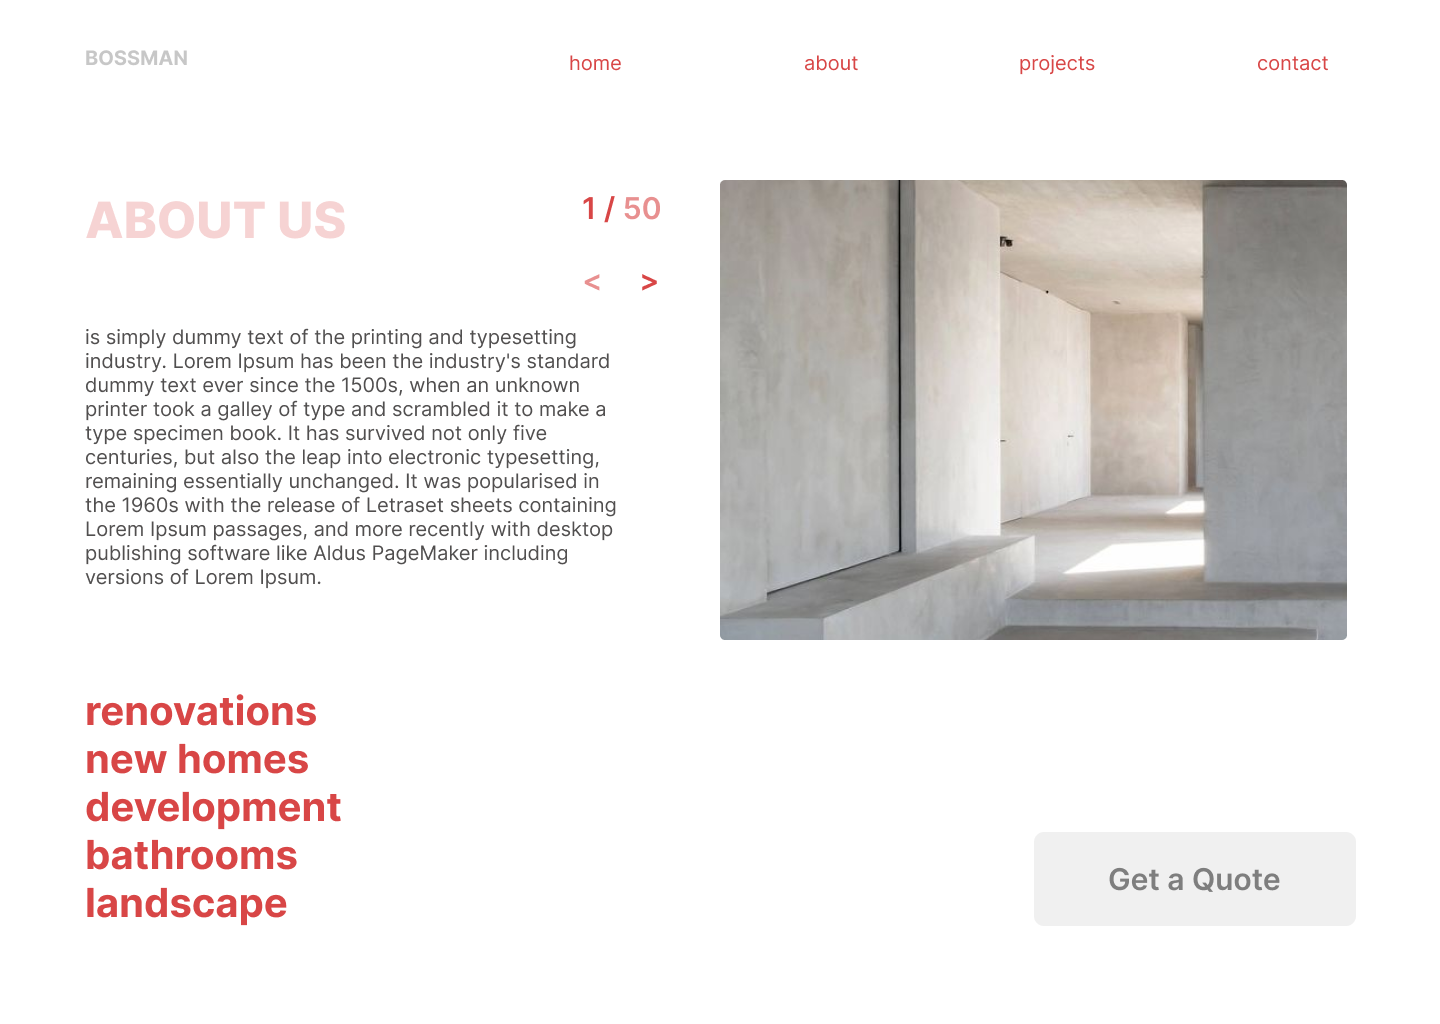 BOSSMAN
home about projects contact
ABOUT US
1 / 50
< >
is simply dummy text of the printing and typesetting
industry. Lorem Ipsum has been the industry's standard
dummy text ever since the 1500s, when an unknown
printer took a galley of type and scrambled it to make a
type specimen book. It has survived not only five
centuries, but also the leap into electronic typesetting,
remaining essentially unchanged. It was popularised in
the 1960s with the release of Letraset sheets containing
Lorem Ipsum passages, and more recently with desktop
publishing software like Aldus PageMaker including
versions of Lorem Ipsum.
renovations
new homes
development
bathrooms
landscape
Get a Quote